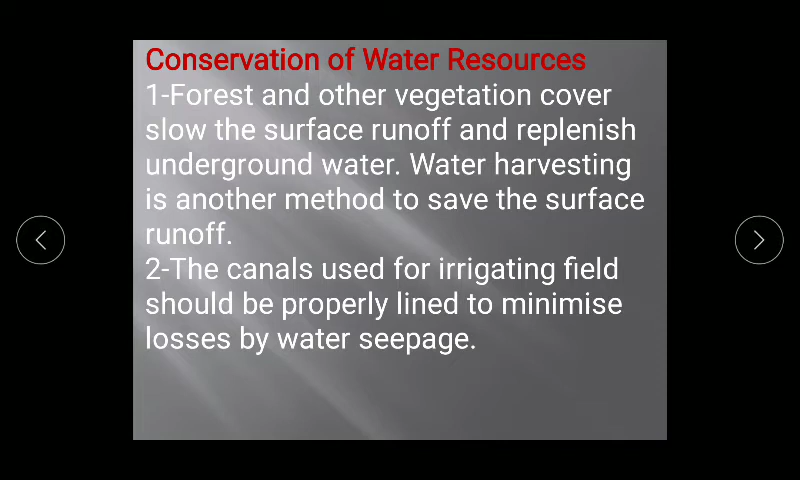 Conservation of Water Resources
1-Forest and other vegetation cover
slow the surface runoff and replenish
underground water. Water harvesting
is another method to save the surface
runoff.
2-The canals used for irrigating field
should be properly lined to minimise
losses by water seepage.